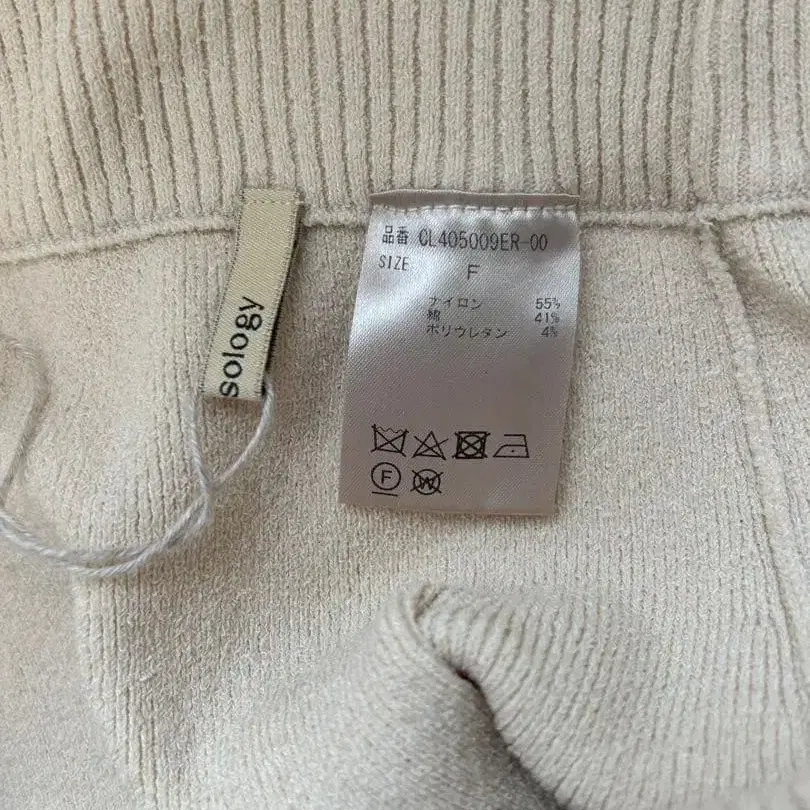 品番 CL405009ER-00
SIZE F
ナイロン 55%
綿 41%
ポリウレタン 4%
F
W
sology